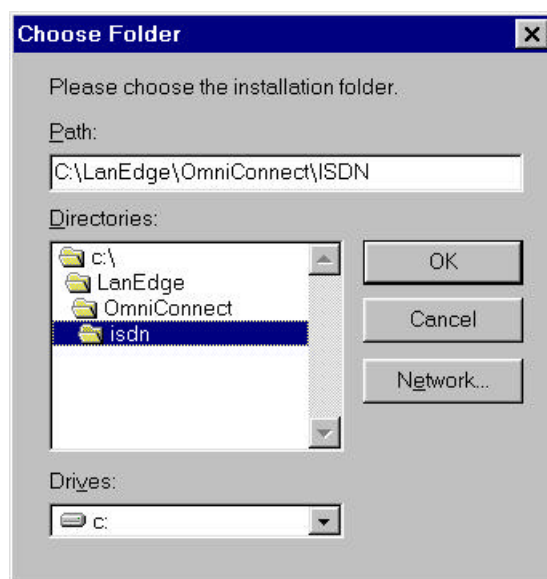 Choose Folder
Please choose the installation folder.
Path:
C:\LanEdge\OmniConnect\ISDN
Directories:
c:\
LanEdge
OmniConnect
isdn
OK
Cancel
Network...
Drives:
c: